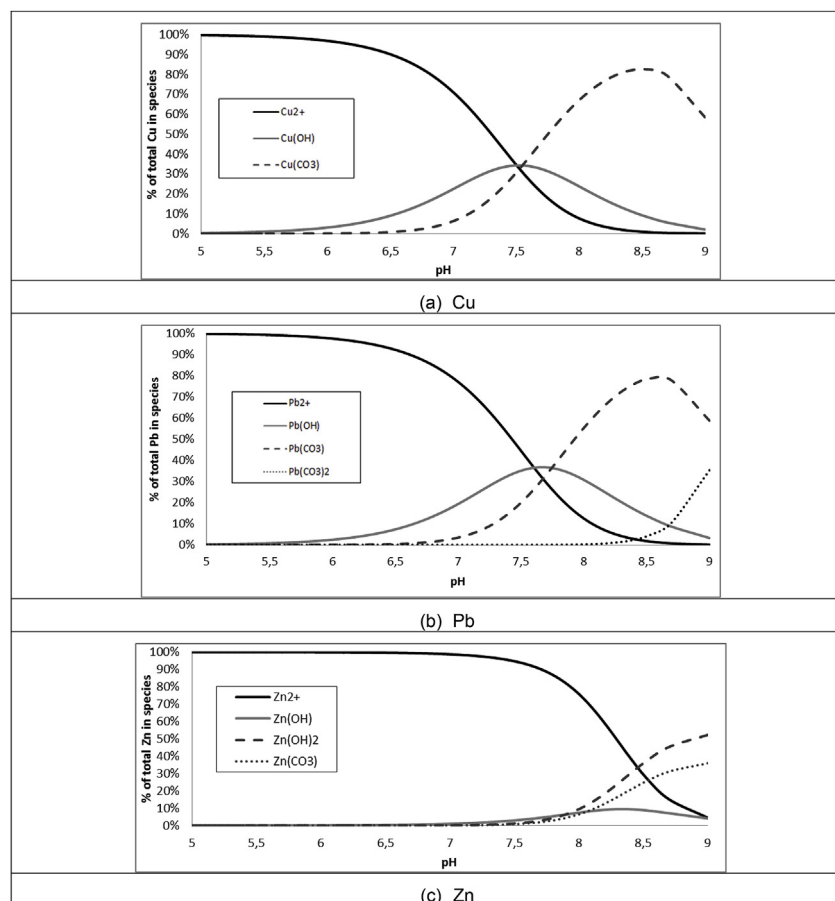 100%
90%
80%
70%
60%
50%
40%
30%
20%
10%
0%
% of total Cu in species
Cu2+
Cu(OH)
Cu(CO3)
5 5,5 6 6,5 7 7,5 8 8,5 9
pH
(a) Cu
100%
90%
80%
70%
60%
50%
40%
30%
20%
10%
0%
% of total Pb in species
Pb2+
Pb(OH)
Pb(CO3)
Pb(CO3)2
5 5,5 6 6,5 7 7,5 8 8,5 9
pH
(b) Pb
100%
90%
80%
70%
60%
50%
40%
30%
20%
10%
0%
% of total Zn in species
Zn2+
Zn(OH)
Zn(OH)2
Zn(CO3)
5 5,5 6 6,5 7 7,5 8 8,5 9
pH
(c) Zn